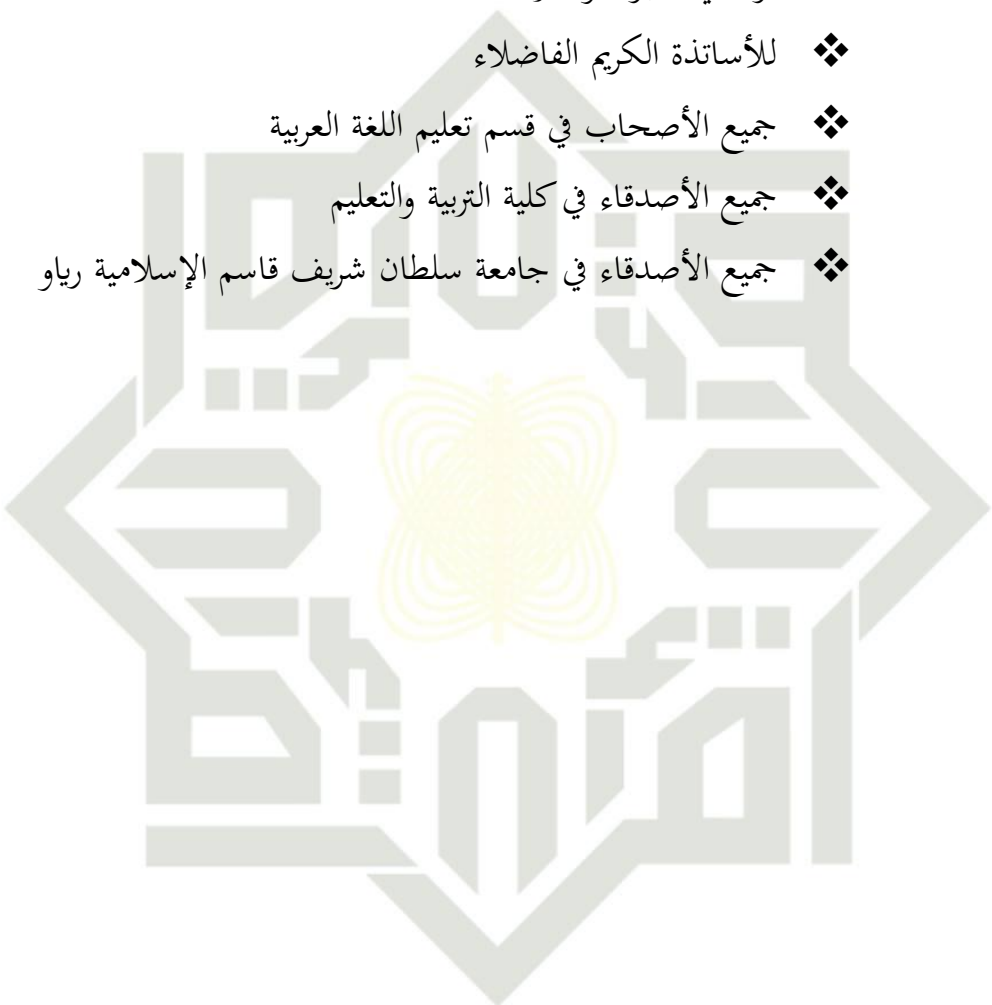 ❖ للأساتذة الكريم الفاضلاء
❖ جميع الأصحاب في قسم تعليم اللغة العربية
❖ جميع الأصدقاء في كلية التربية والتعليم
❖ جميع الأصدقاء في جامعة سلطان شريف قاسم الإسلامية رياو